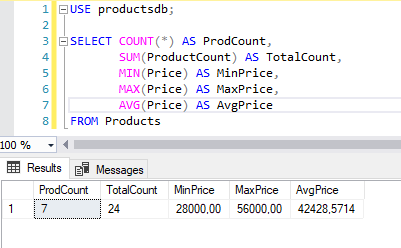 1 USE productsdb;
2
3 SELECT COUNT(*) AS ProdCount,
4 SUM(ProductCount) AS TotalCount,
5 MIN(Price) AS MinPrice,
6 MAX(Price) AS MaxPrice,
7 AVG(Price) AS AvgPrice
8 FROM Products
100 %
Results Messages
ProdCount TotalCount MinPrice MaxPrice AvgPrice
1 7 24 28000,00 56000,00 42428,5714